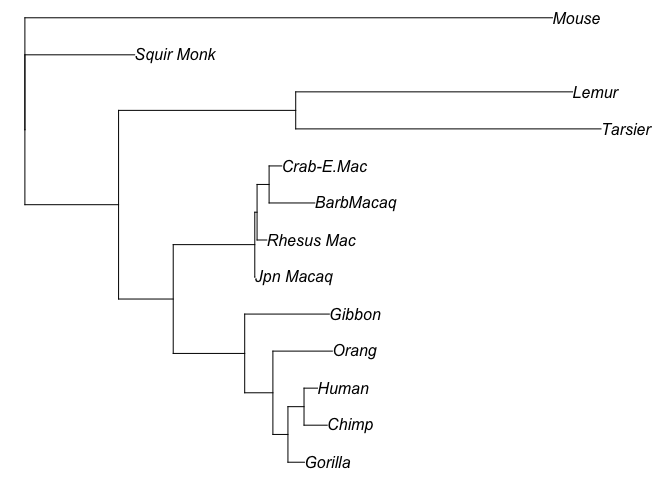 Mouse
Squir Monk
Lemur
Tarsier
Crab-E.Mac
BarbMacaq
Rhesus Mac
Jpn Macaq
Gibbon
Orang
Human
Chimp
Gorilla